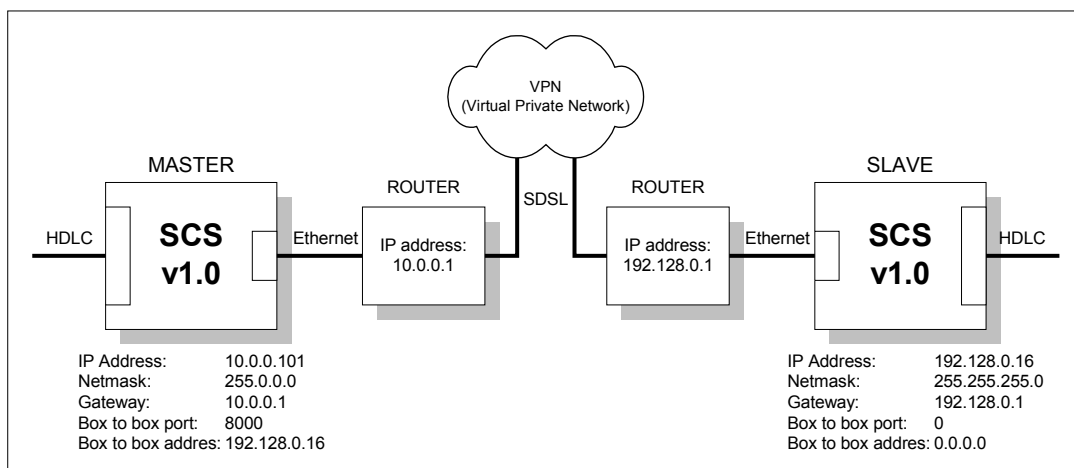 VPN
(Virtual Private Network)
MASTER
SLAVE
ROUTER
SDSL
ROUTER
HDLC
SCS
v1.0
Ethernet
IP address:
10.0.0.1
IP address:
192.128.0.1
Ethernet
SCS
v1.0
HDLC
IP Address: 10.0.0.101
Netmask: 255.0.0.0
Gateway: 10.0.0.1
Box to box port: 8000
Box to box addres: 192.128.0.16
IP Address: 192.128.0.16
Netmask: 255.255.255.0
Gateway: 192.128.0.1
Box to box port: 0
Box to box addres: 0.0.0.0